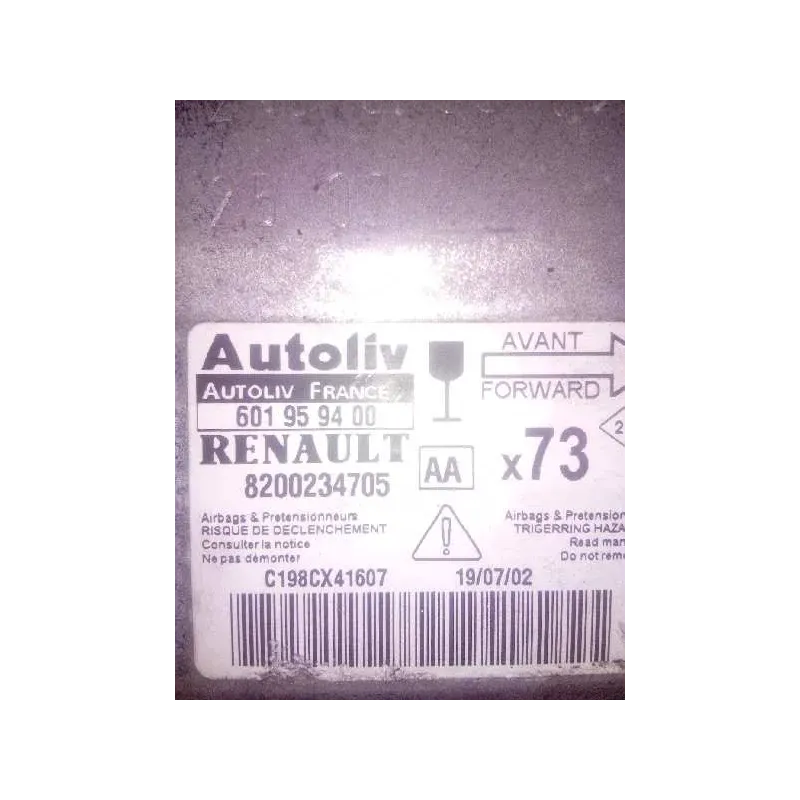 Autoliv
AUTOLIV FRANCE
601 95 94 00
RENAULT
8200234705
AVANT
FORWARD
AA
x73
2
Airbags & Pretensionneurs
RISQUE DE DECLENCHEMENT
Consulter la notice
Ne pas démonter
Airbags & Pretension
TRIGERRING HAZA
Read man
Do not remo
C198CX41607
19/07/02